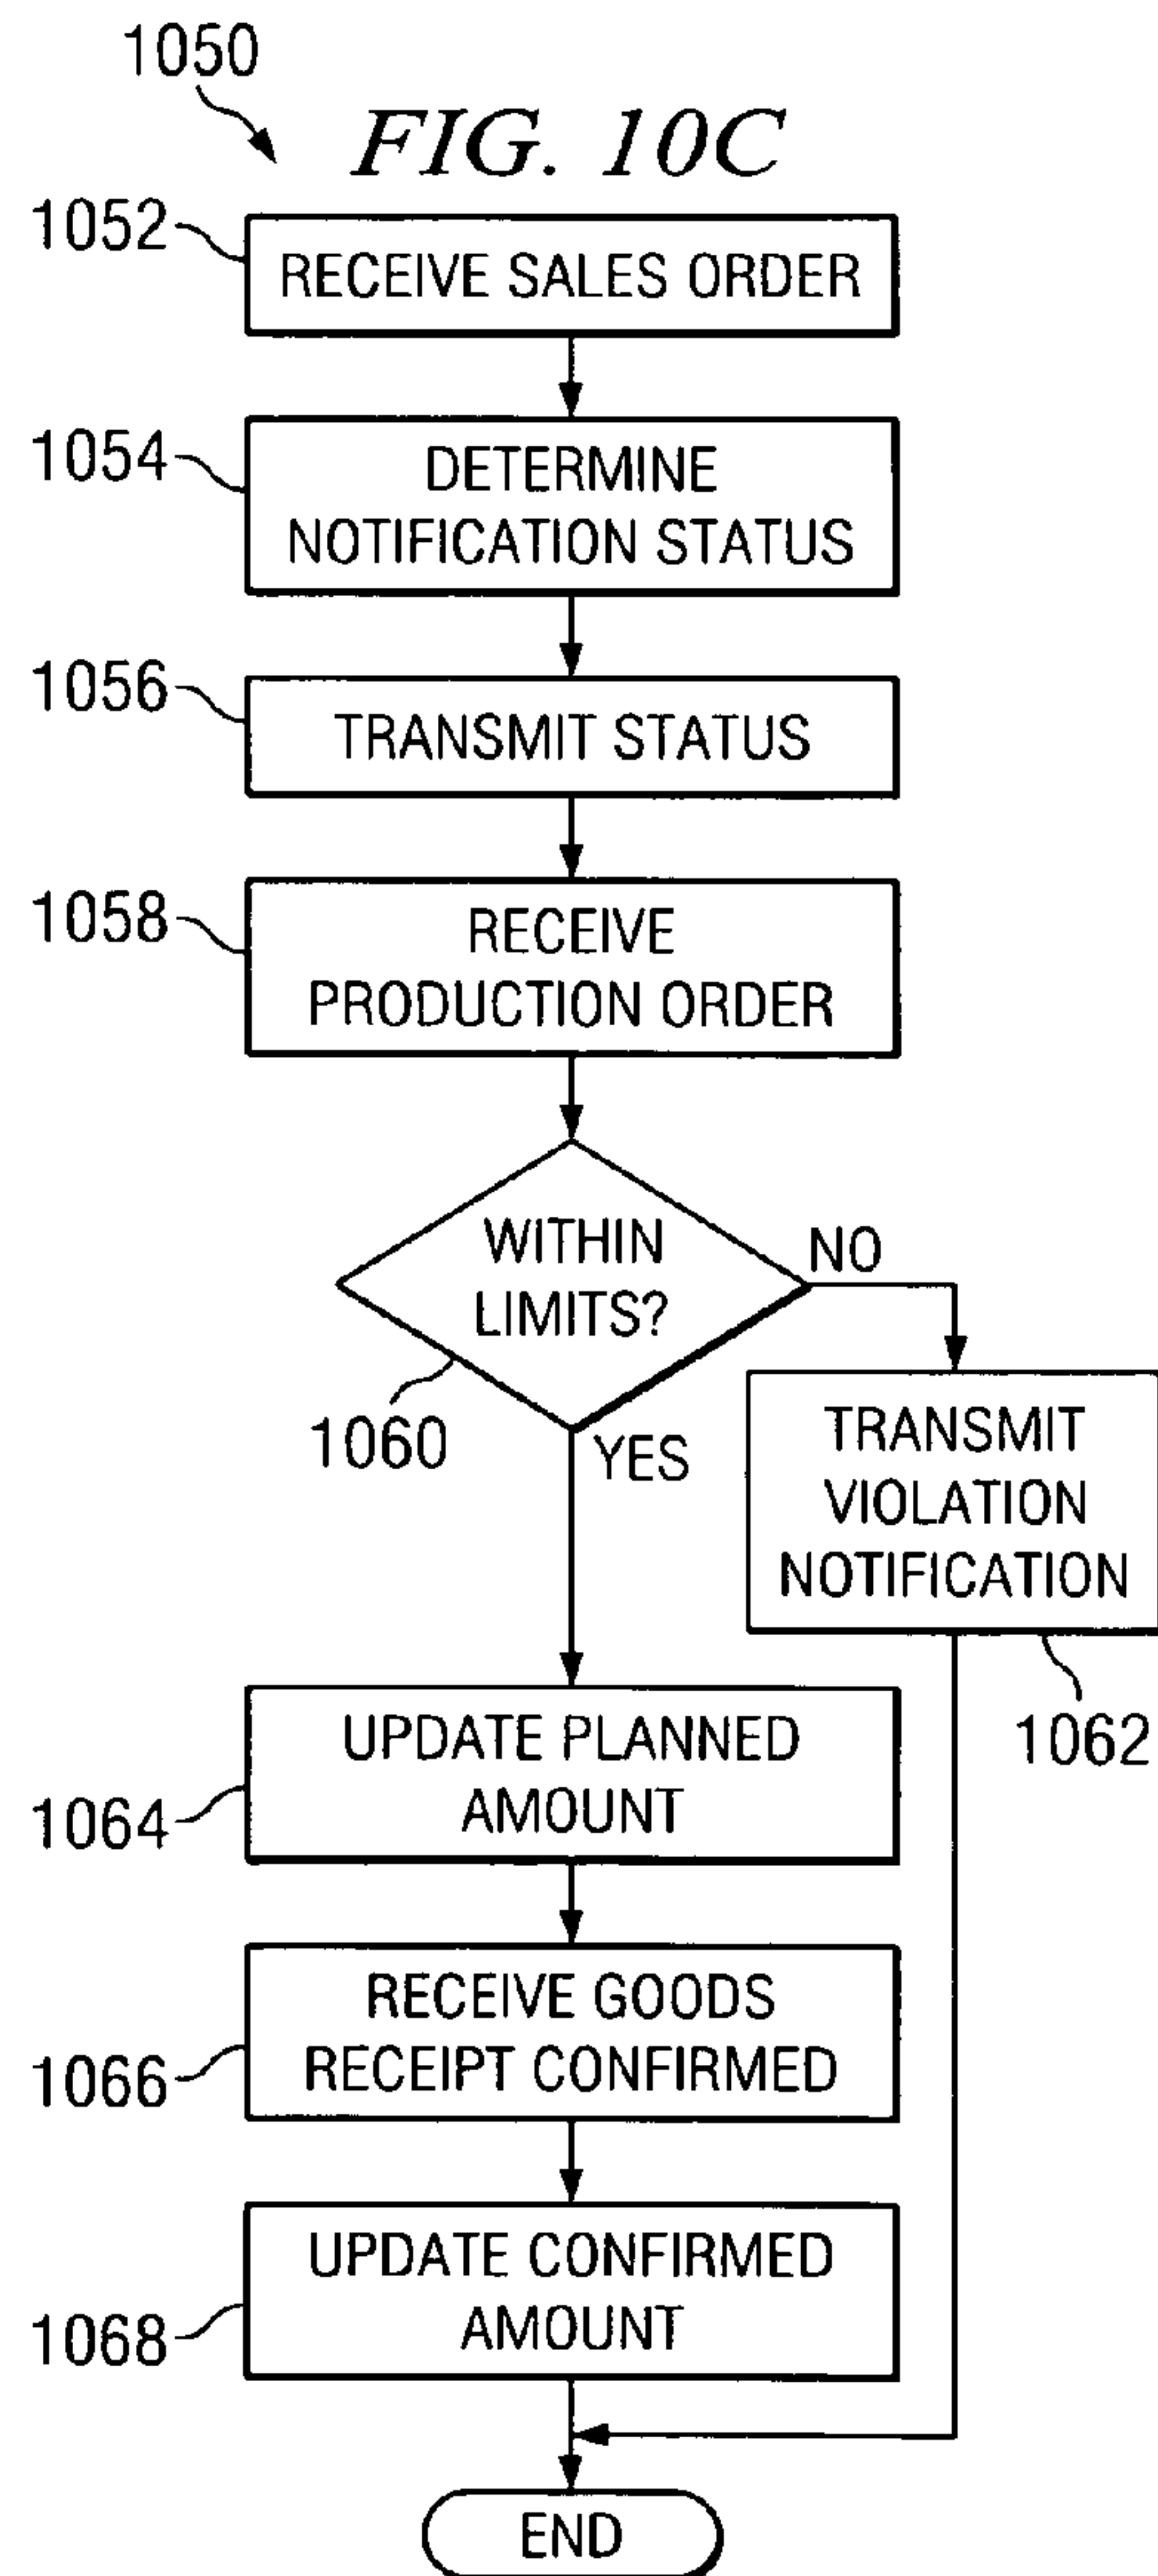 1050
FIG. 10C
1052
RECEIVE SALES ORDER
1054
DETERMINE
NOTIFICATION STATUS
1056
TRANSMIT STATUS
1058
RECEIVE
PRODUCTION ORDER
WITHIN
LIMITS?
NO
1060
YES
TRANSMIT
VIOLATION
NOTIFICATION
1062
UPDATE PLANNED
AMOUNT
1064
RECEIVE GOODS
RECEIPT CONFIRMED
1066
UPDATE CONFIRMED
AMOUNT
1068
END